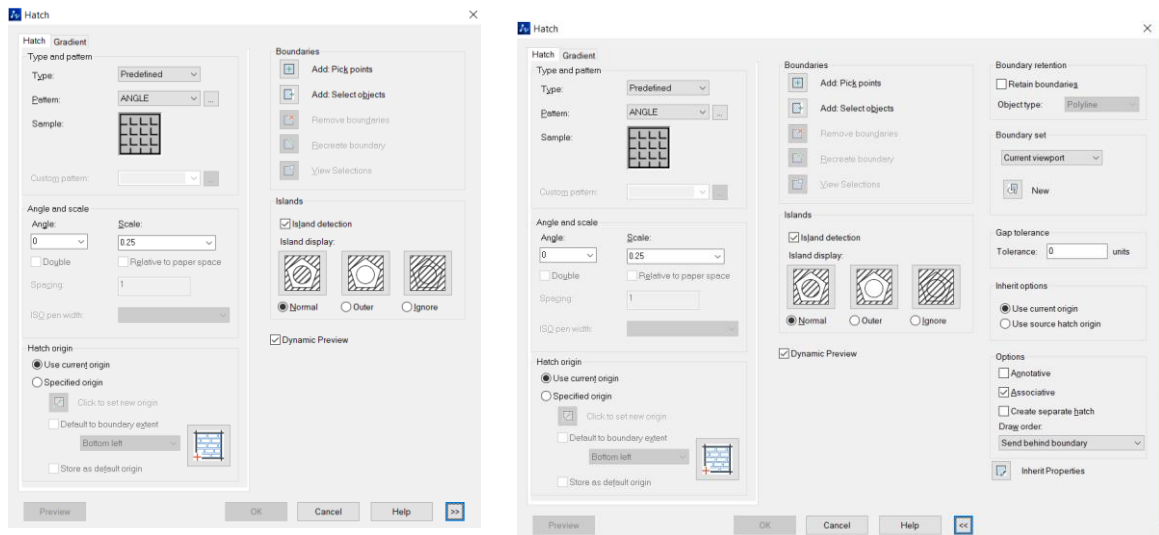 Hatch
Hatch Gradient
Type and pattern
Type: Predefined
Pattern: ANGLE ...
Sample:
Custom pattern: ...
Angle and scale
Angle: Scale:
0 0.25
Double Relative to paper space
Spacing: 1
ISO pen width:
Hatch origin
Use current origin
Specified origin
Click to set new origin
Default to boundary extent
Bottom left
Store as default origin
Boundaries
Add: Pick points
Add: Select objects
Remove boundaries
Recreate boundary
View Selections
Islands
Island detection
Island display:
Normal Outer Ignore
Dynamic Preview
Preview OK Cancel Help >>
Hatch
Hatch Gradient
Type and pattern
Type: Predefined
Pattern: ANGLE ...
Sample:
Custom pattern: ...
Angle and scale
Angle: Scale:
0 0.25
Double Relative to paper space
Spacing: 1
ISO pen width:
Hatch origin
Use current origin
Specified origin
Click to set new origin
Default to boundary extent
Bottom left
Store as default origin
Boundaries
Add: Pick points
Add: Select objects
Remove boundaries
Recreate boundary
View Selections
Islands
Island detection
Island display:
Normal Outer Ignore
Dynamic Preview
Boundary retention
Retain boundaries
Object type: Polyline
Boundary set
Current viewport
New
Gap tolerance
Tolerance: 0 units
Inherit options
Use current origin
Use source hatch origin
Options
Annotative
Associative
Create separate hatch
Draw order:
Send behind boundary
Inherit Properties
Preview OK Cancel Help <<